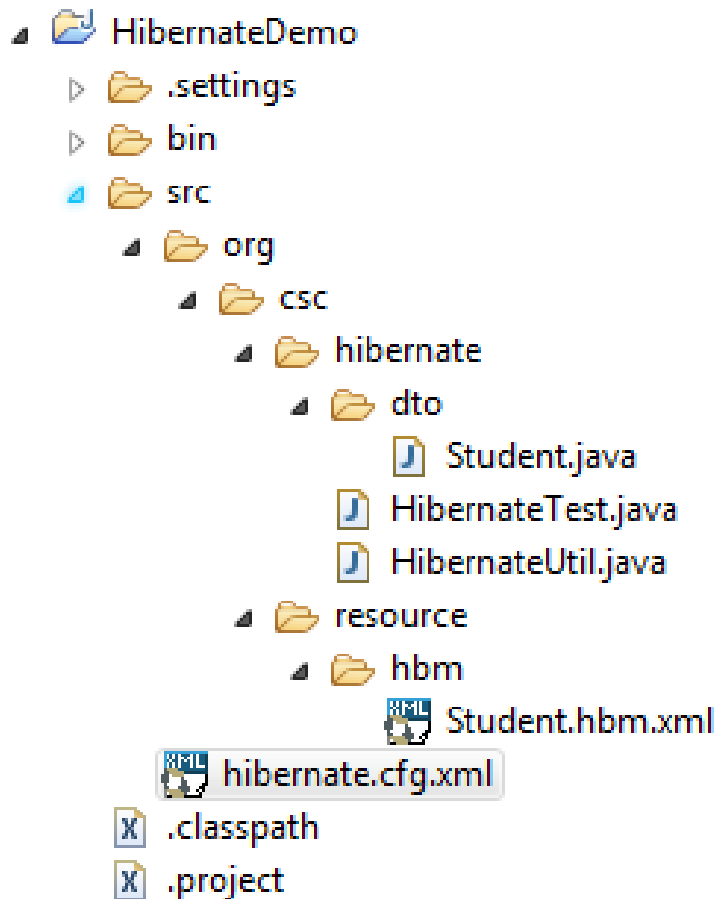 HibernateDemo
.settings
bin
src
org
csc
hibernate
dto
Student.java
HibernateTest.java
HibernateUtil.java
resource
hbm
Student.hbm.xml
hibernate.cfg.xml
.classpath
.project